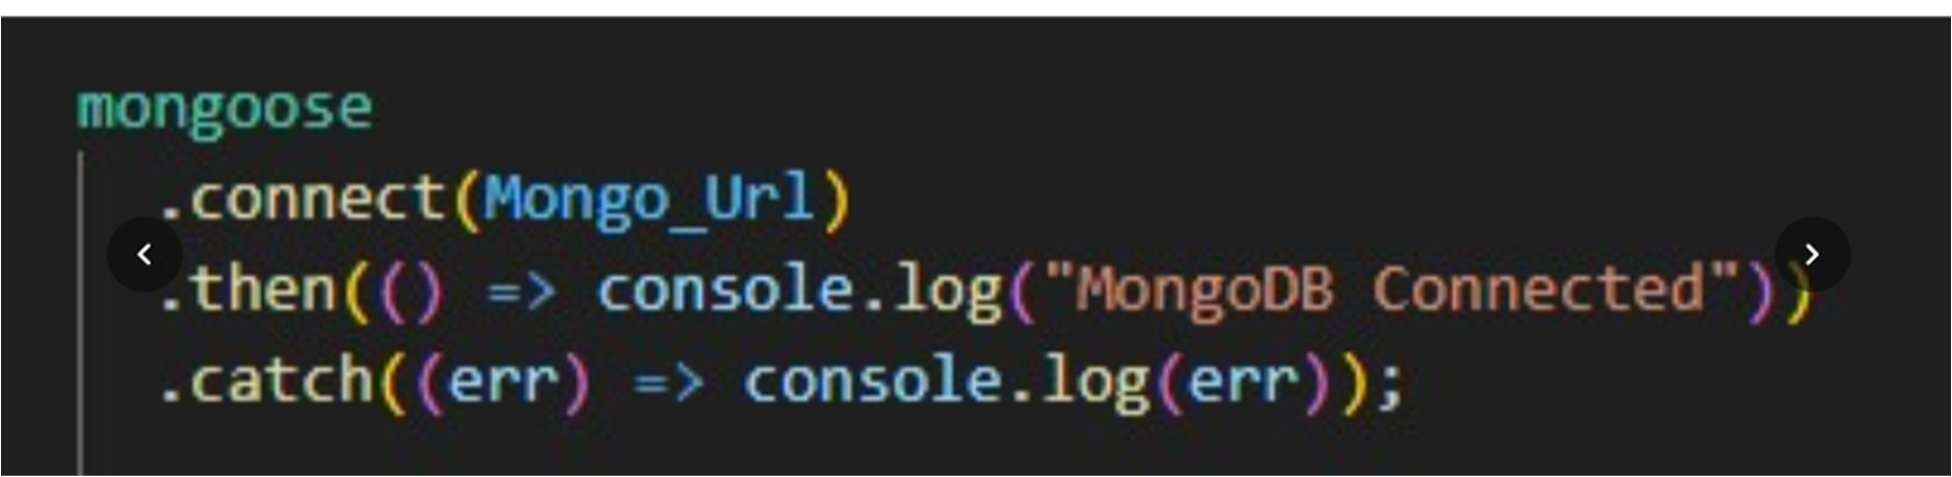 mongoose
.connect(Mongo_Url)
.then(() => console.log("MongoDB Connected"))
.catch((err) => console.log(err));